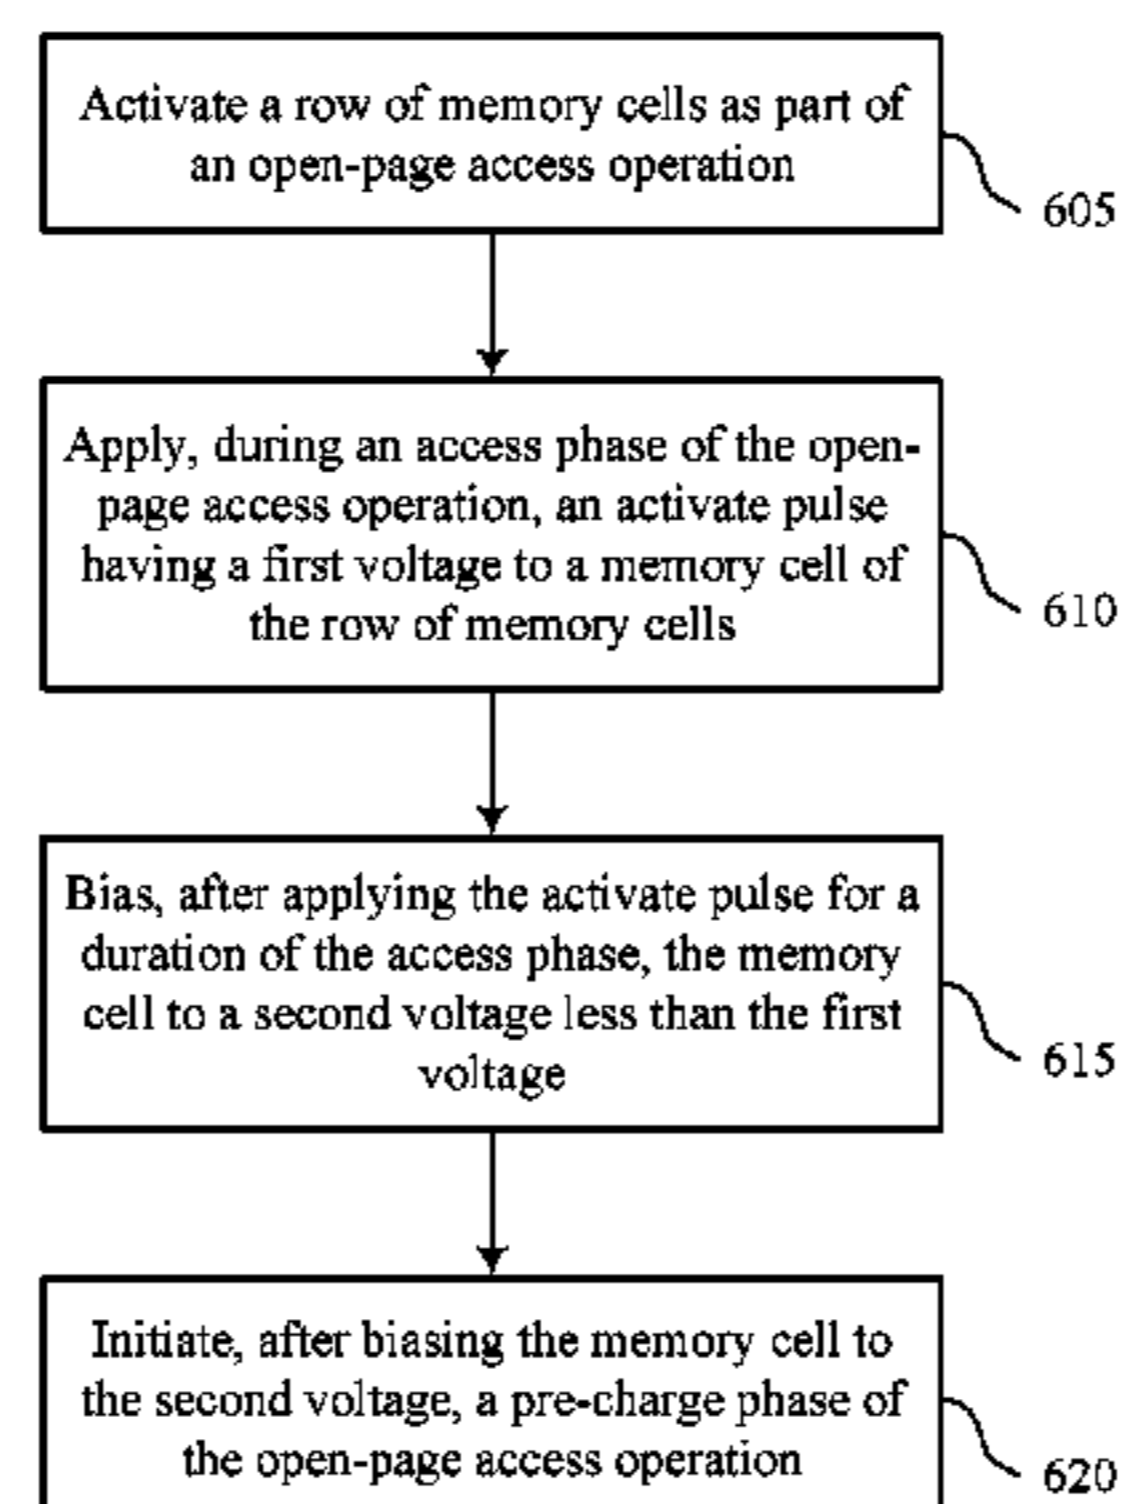 Activate a row of memory cells as part of
an open-page access operation
605
Apply, during an access phase of the open-
page access operation, an activate pulse
having a first voltage to a memory cell of
the row of memory cells
610
Bias, after applying the activate pulse for a
duration of the access phase, the memory
cell to a second voltage less than the first
voltage
615
Initiate, after biasing the memory cell to
the second voltage, a pre-charge phase of
the open-page access operation
620